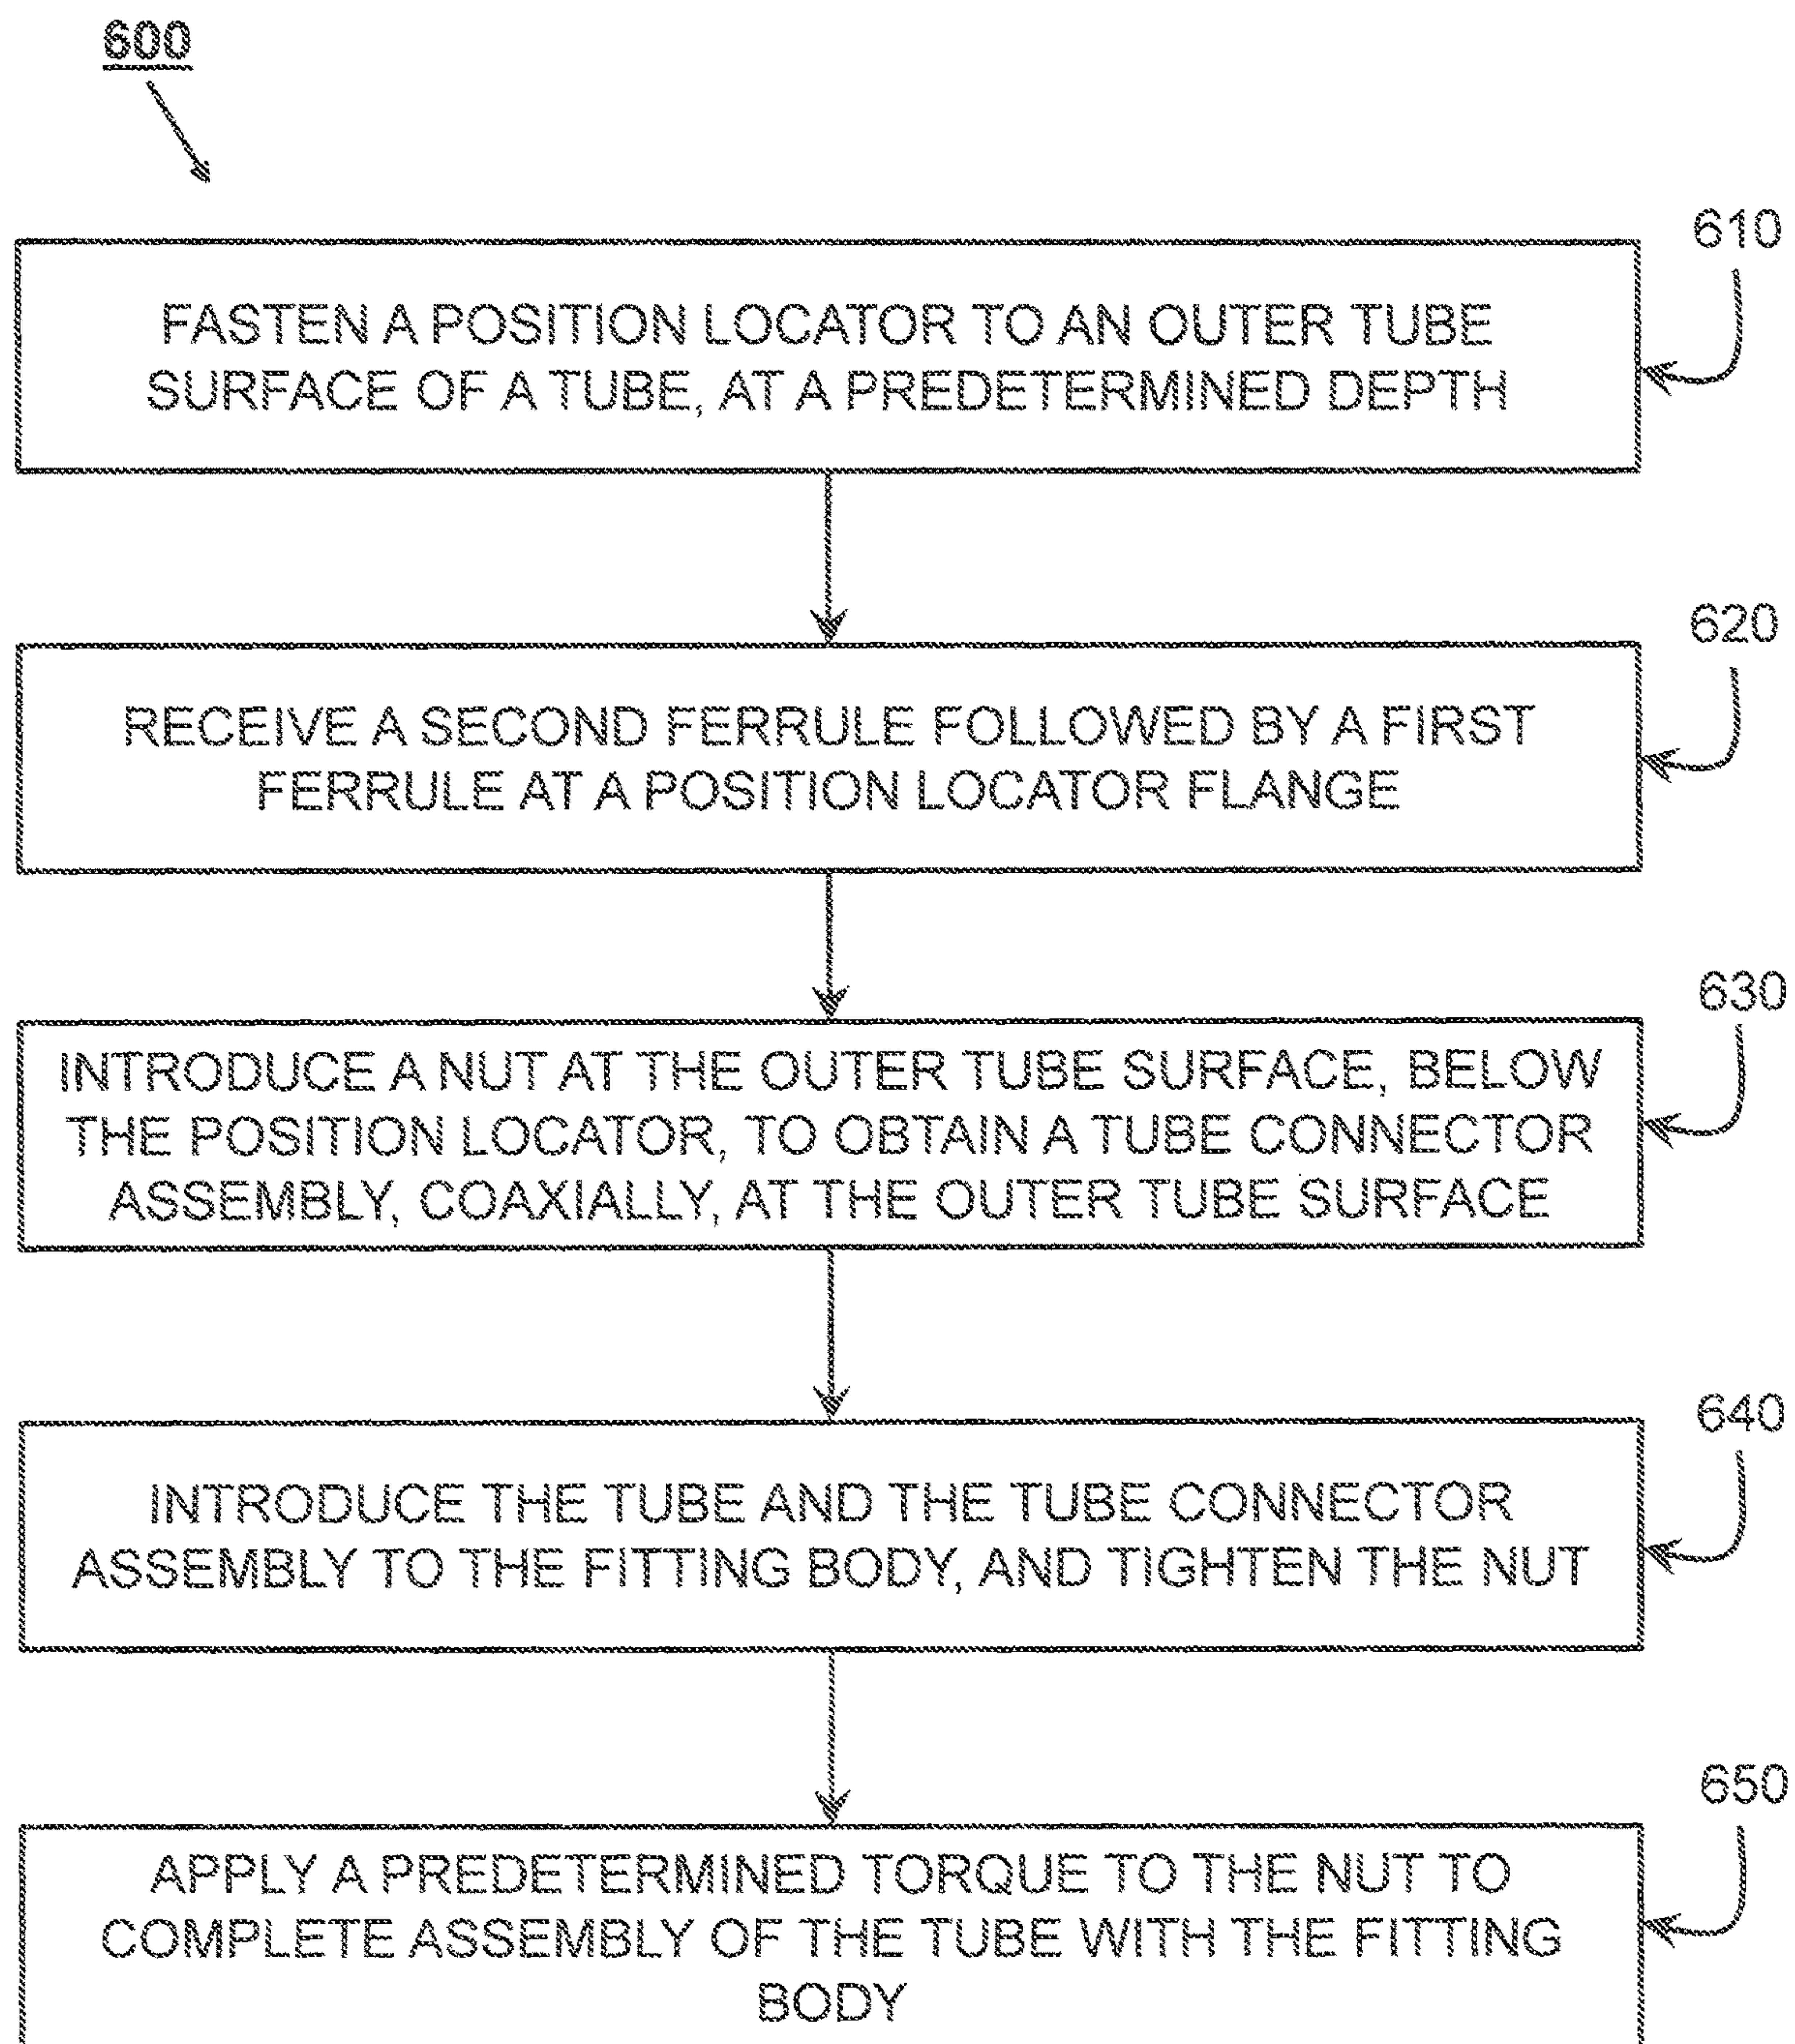 600
610
FASTEN A POSITION LOCATOR TO AN OUTER TUBE
SURFACE OF A TUBE, AT A PREDETERMINED DEPTH
620
RECEIVE A SECOND FERRULE FOLLOWED BY A FIRST
FERRULE AT A POSITION LOCATOR FLANGE
630
INTRODUCE A NUT AT THE OUTER TUBE SURFACE, BELOW
THE POSITION LOCATOR, TO OBTAIN A TUBE CONNECTOR
ASSEMBLY, COAXIALLY, AT THE OUTER TUBE SURFACE
640
INTRODUCE THE TUBE AND THE TUBE CONNECTOR
ASSEMBLY TO THE FITTING BODY, AND TIGHTEN THE NUT
650
APPLY A PREDETERMINED TORQUE TO THE NUT TO
COMPLETE ASSEMBLY OF THE TUBE WITH THE FITTING
BODY